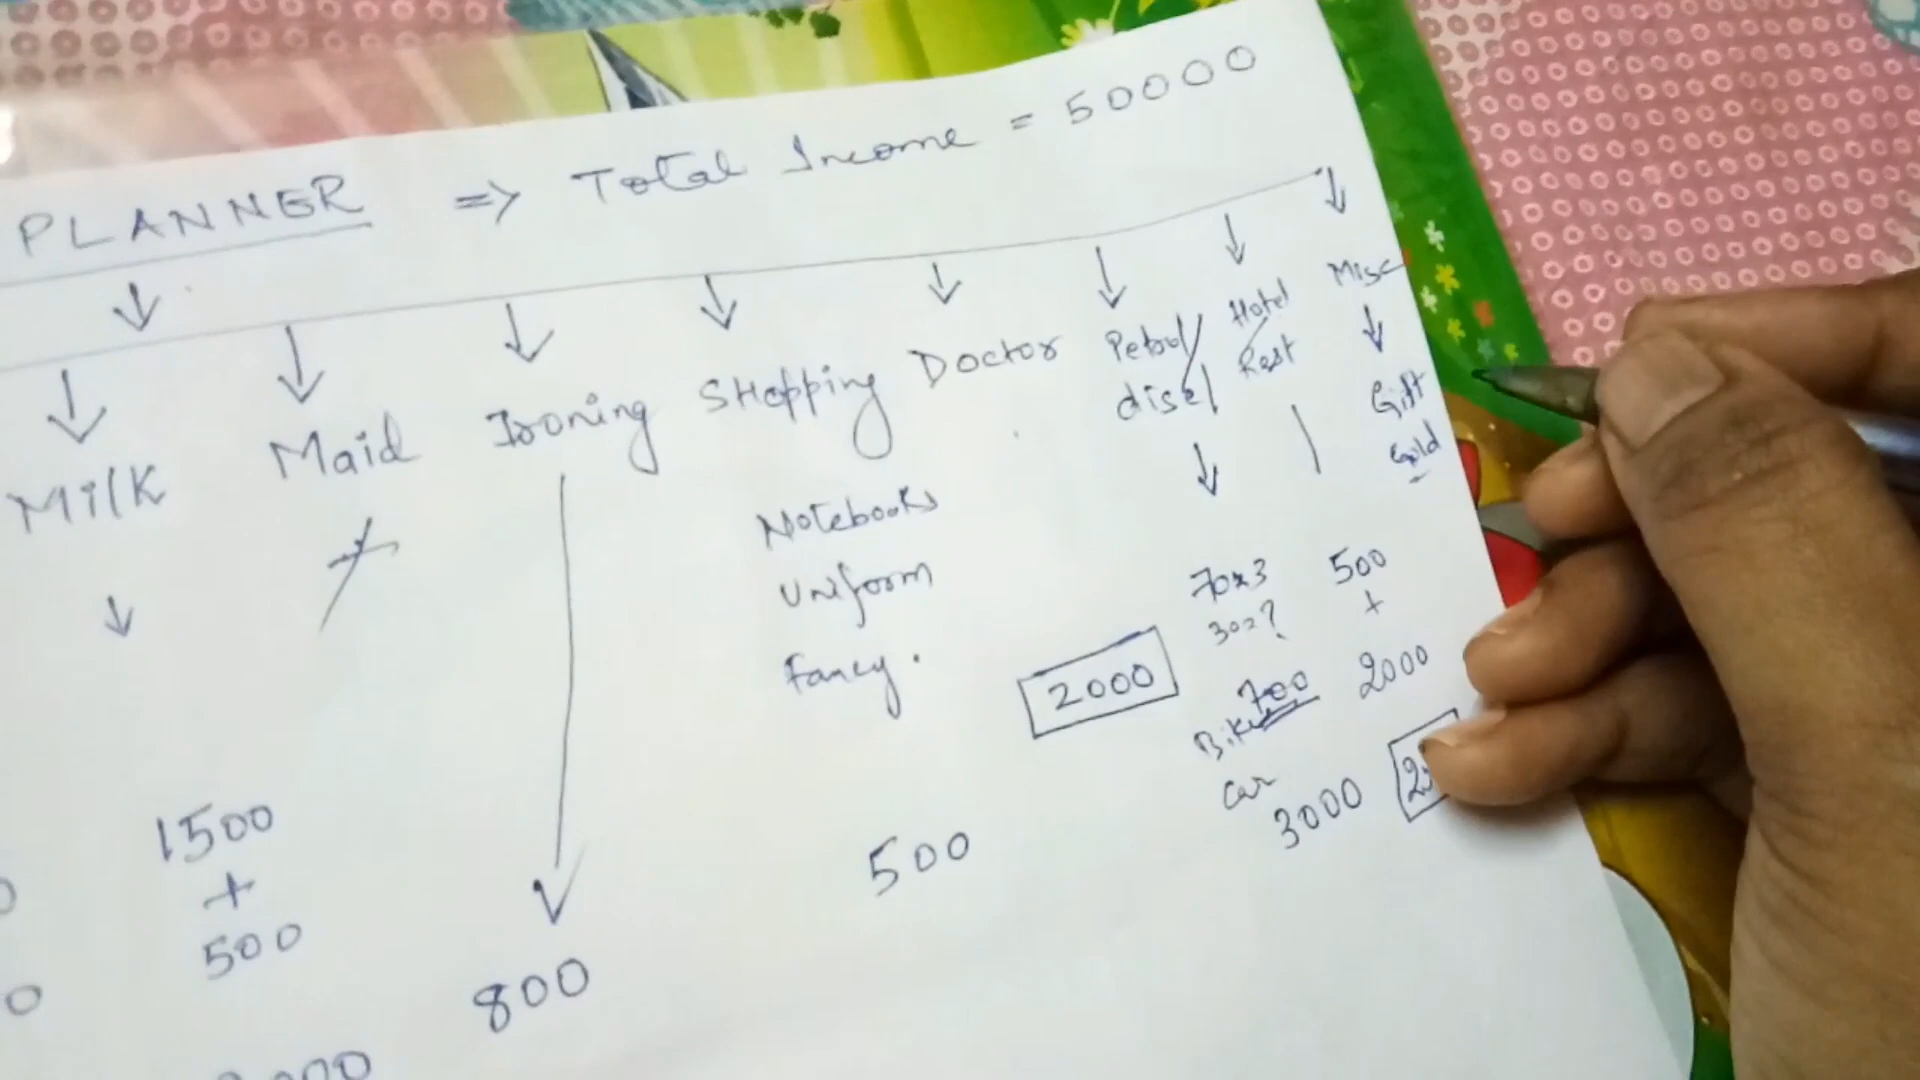 PLANNER => Total Income = 50000
Milk
Maid
Ironing
Shopping
Doctor
Petrol/
disel
Hotel
Rest
Misc
Gift
Gold
Notebooks
Uniform
Fancy.
70x3
500
+
2000
2000
700
Bike
car
3000
1500
+
500
800
500